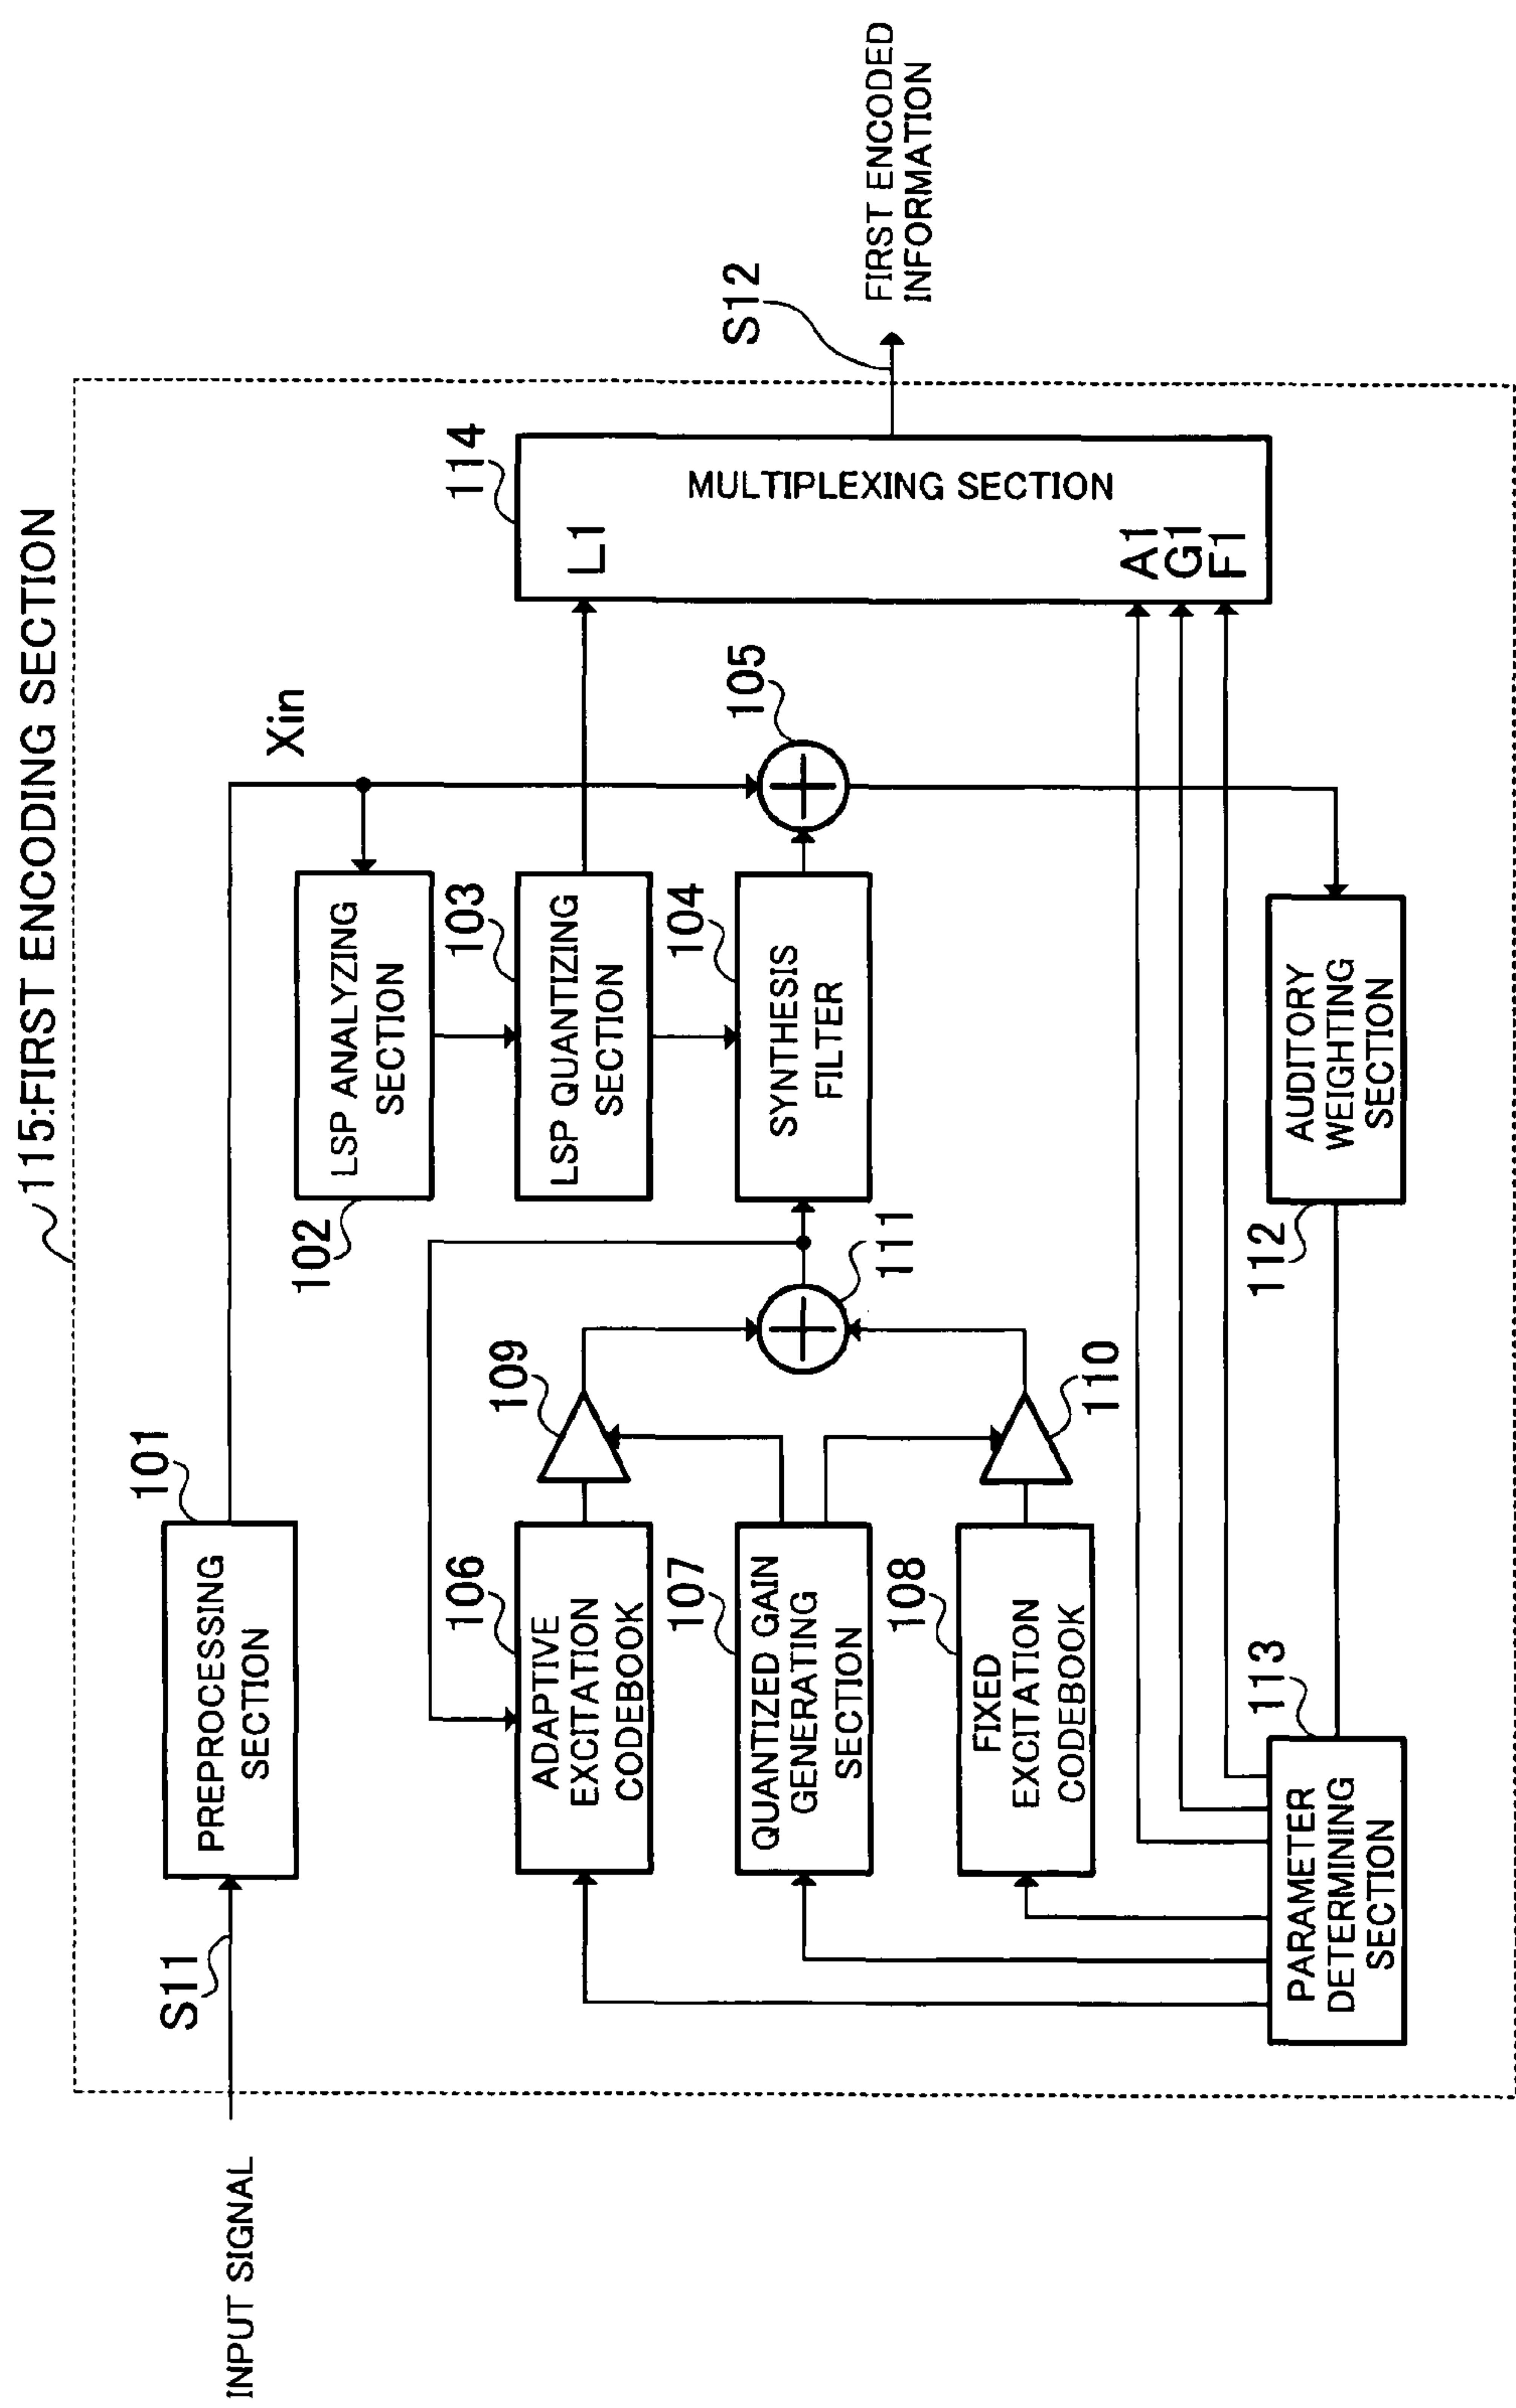 115:FIRST ENCODING SECTION
INPUT SIGNAL
S11
101
PREPROCESSING
SECTION
Xin
102
LSP ANALYZING
SECTION
103
LSP QUANTIZING
SECTION
104
SYNTHESIS
FILTER
105
106
ADAPTIVE
EXCITATION
CODEBOOK
107
QUANTIZED GAIN
GENERATING
SECTION
108
FIXED
EXCITATION
CODEBOOK
109
110
111
112
AUDITORY
WEIGHTING
SECTION
113
PARAMETER
DETERMINING
SECTION
114
MULTIPLEXING SECTION
L1
A1
G1
F1
S12
FIRST ENCODED
INFORMATION